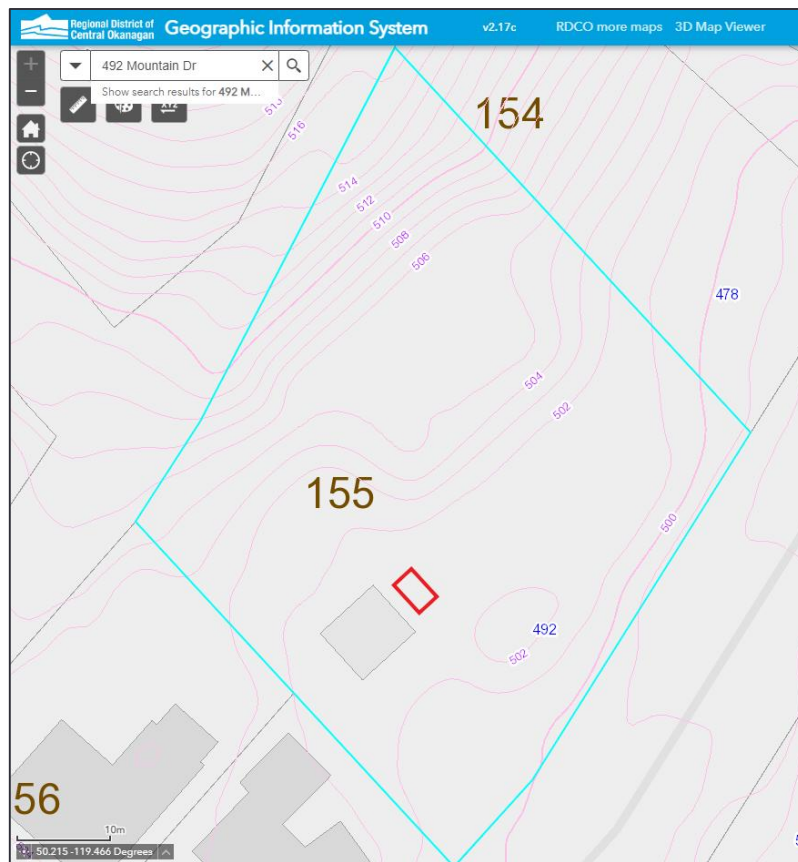 Regional District of
Central Okanagan
Geographic Information System
v2.17c
RDCO more maps
3D Map Viewer
492 Mountain Dr
Show search results for 492 M...
XYZ
516
514
512
510
508
506
504
502
154
478
155
500
492
502
56
10m
50.215 -119.466 Degrees